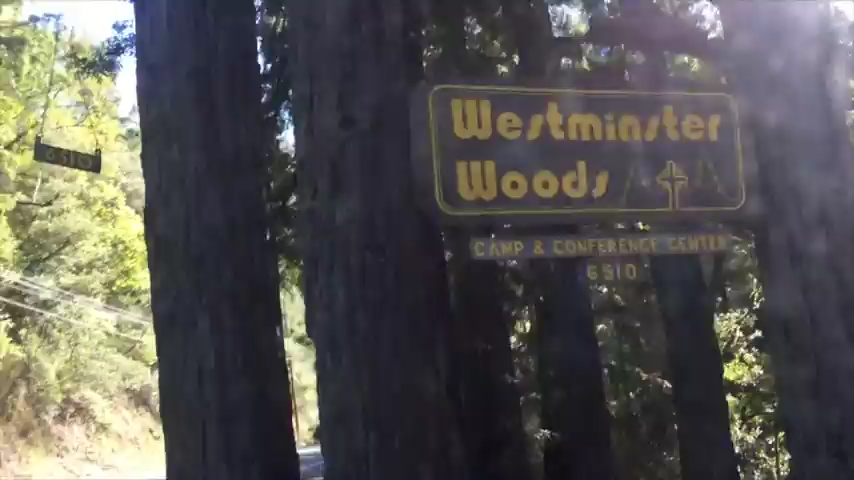 6510
Westminster
Woods
CAMP & CONFERENCE CENTER
6510